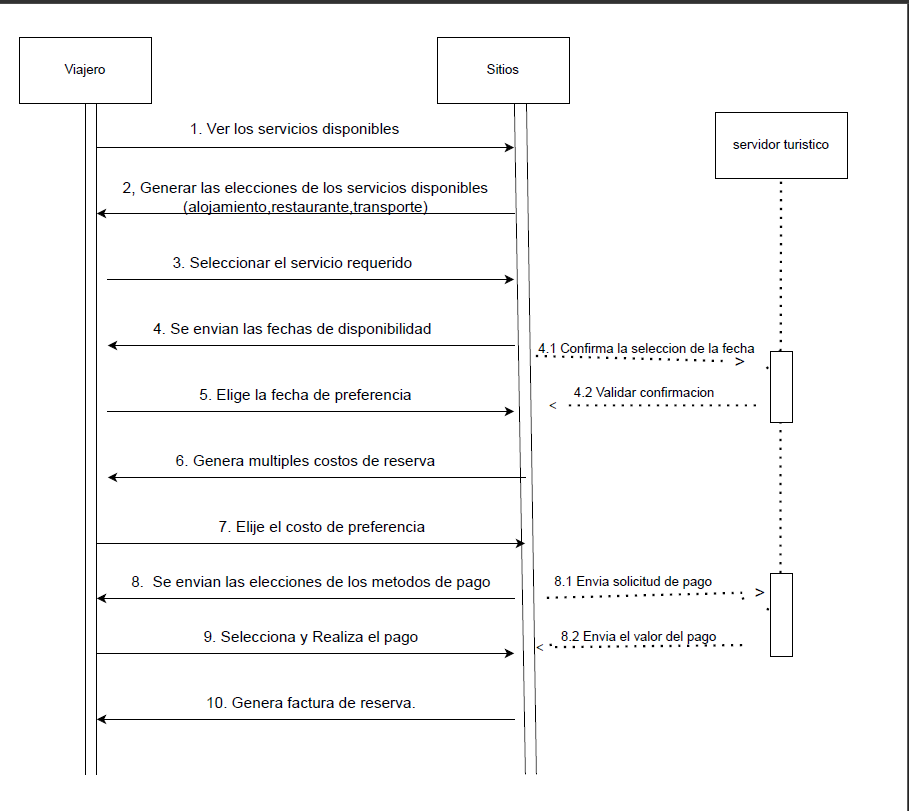 Viajero
Sitios
servidor turistico
1. Ver los servicios disponibles
2, Generar las elecciones de los servicios disponibles
(alojamiento,restaurante,transporte)
3. Seleccionar el servicio requerido
4. Se envian las fechas de disponibilidad
4.1 Confirma la seleccion de la fecha
4.2 Validar confirmacion
5. Elige la fecha de preferencia
6. Genera multiples costos de reserva
7. Elije el costo de preferencia
8. Se envian las elecciones de los metodos de pago
8.1 Envia solicitud de pago
9. Selecciona y Realiza el pago
8.2 Envia el valor del pago
10. Genera factura de reserva.